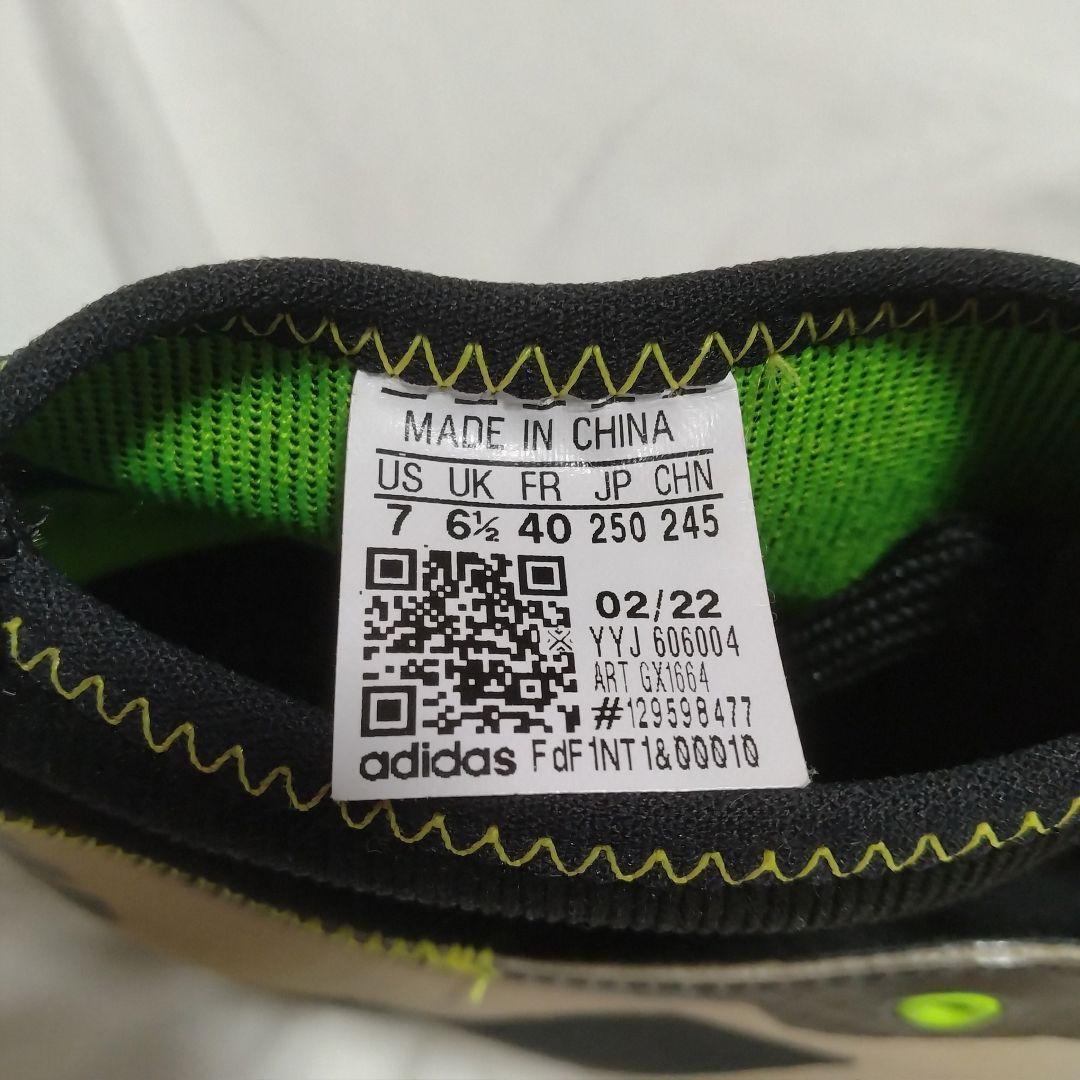 MADE IN CHINA
US UK FR JP CHN
7 6½ 40 250 245
02/22
YYJ 606004
ART GX1664
#129598477
adidas FdF1NT1&00010